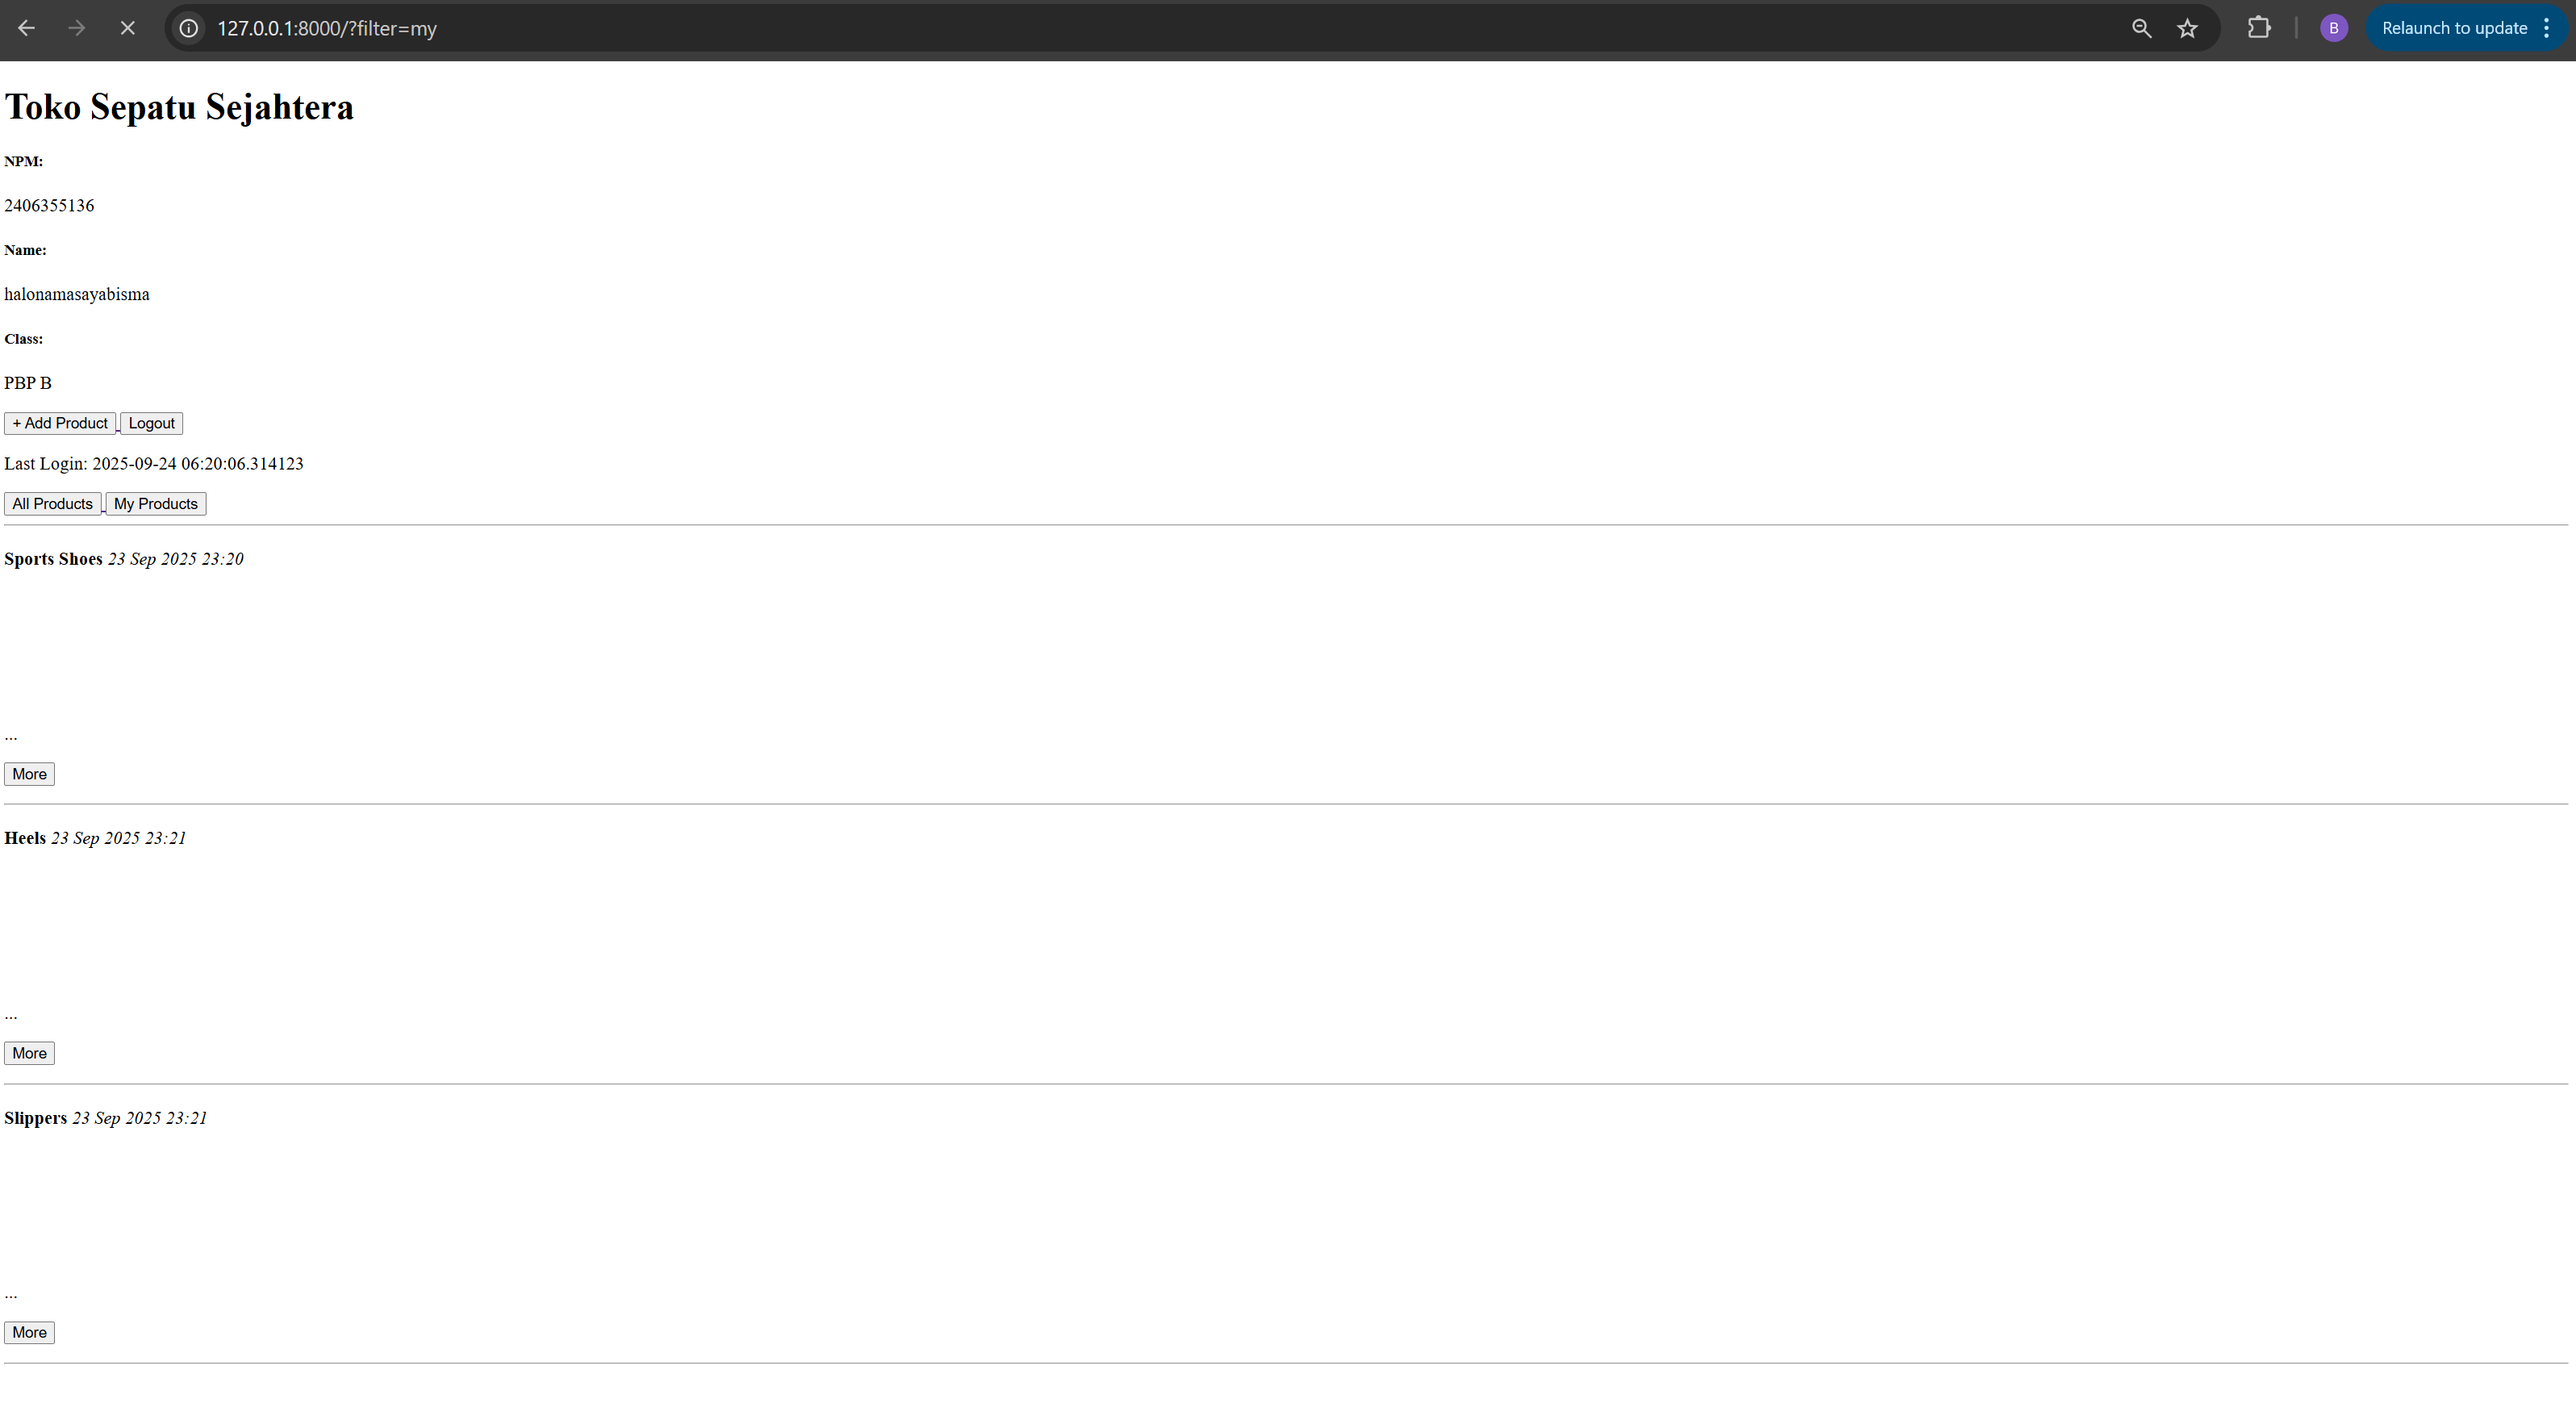 127.0.0.1:8000/?filter=my
B
Relaunch to update
Toko Sepatu Sejahtera
NPM:
2406355136
Name:
halonamasayabisma
Class:
PBP B
+ Add Product Logout
Last Login: 2025-09-24 06:20:06.314123
All Products My Products
Sports Shoes 23 Sep 2025 23:20
...
More
Heels 23 Sep 2025 23:21
...
More
Slippers 23 Sep 2025 23:21
...
More